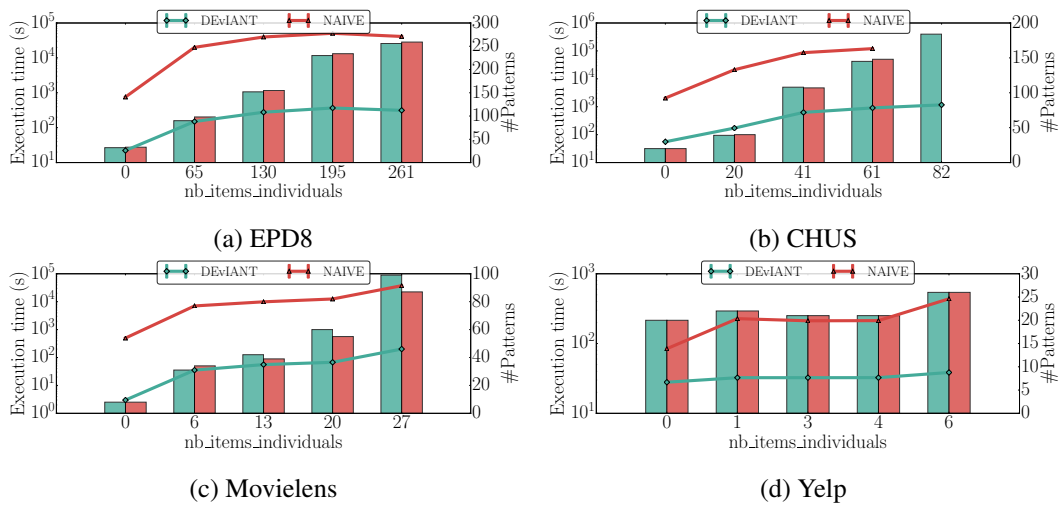 DEvIANT NAIVE
Execution time (s)
10^5
10^4
10^3
10^2
10^1
300
250
200
150
100
50
0
#Patterns
0 65 130 195 261
nb_items_individuals
(a) EPD8
DEvIANT NAIVE
Execution time (s)
10^6
10^5
10^4
10^3
10^2
10^1
200
150
100
50
0
#Patterns
0 20 41 61 82
nb_items_individuals
(b) CHUS
DEvIANT NAIVE
Execution time (s)
10^5
10^4
10^3
10^2
10^1
10^0
100
80
60
40
20
0
#Patterns
0 6 13 20 27
nb_items_individuals
(c) Movielens
DEvIANT NAIVE
Execution time (s)
10^3
10^2
10^1
30
25
20
15
10
5
0
#Patterns
0 1 3 4 6
nb_items_individuals
(d) Yelp